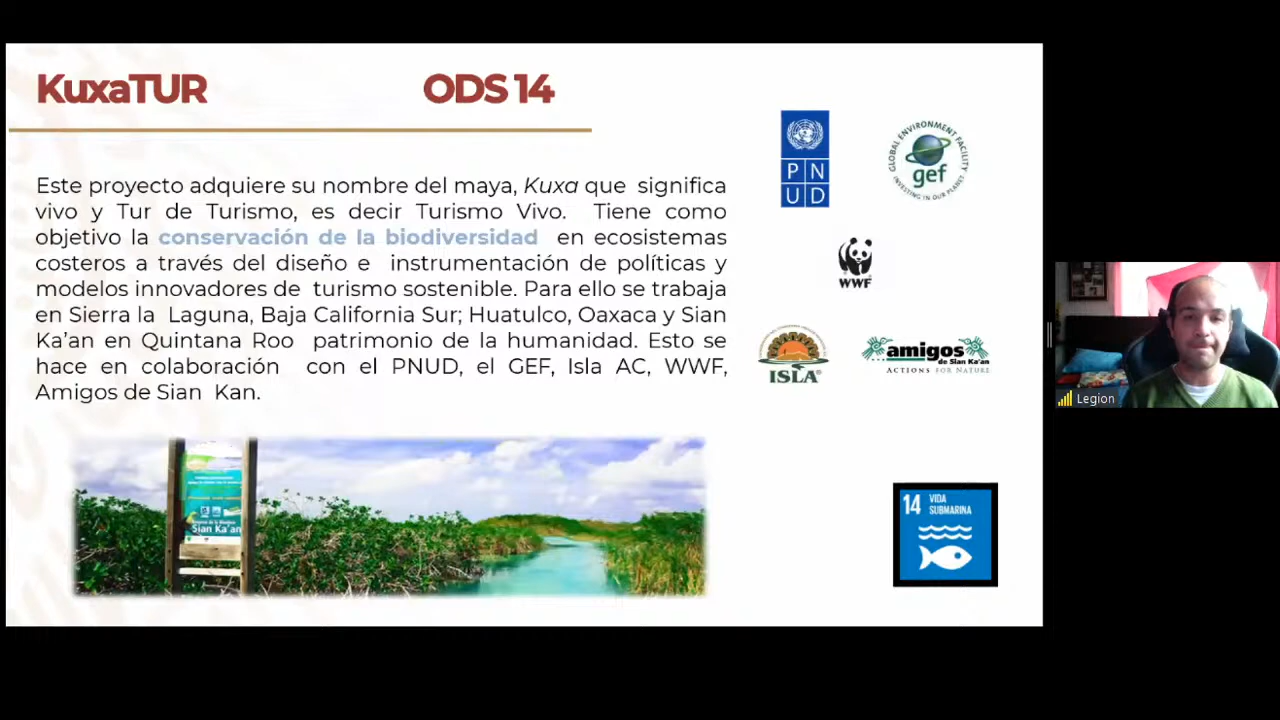 KuxaTUR ODS 14
Este proyecto adquiere su nombre del maya, Kuxa que significa
vivo y Tur de Turismo, es decir Turismo Vivo. Tiene como
objetivo la conservación de la biodiversidad en ecosistemas
costeros a través del diseño e instrumentación de políticas y
modelos innovadores de turismo sostenible. Para ello se trabaja
en Sierra la Laguna, Baja California Sur; Huatulco, Oaxaca y Sian
Ka'an en Quintana Roo patrimonio de la humanidad. Esto se
hace en colaboración con el PNUD, el GEF, Isla AC, WWF,
Amigos de Sian Kan.
P N
U D
GLOBAL ENVIRONMENT FACILITY
gef
INVESTING IN OUR PLANET
WWF
ISLA®
amigos
de Sian Ka'an
ACTIONS FOR NATURE
Sian Ka'an
14 VIDA
SUBMARINA
Legion